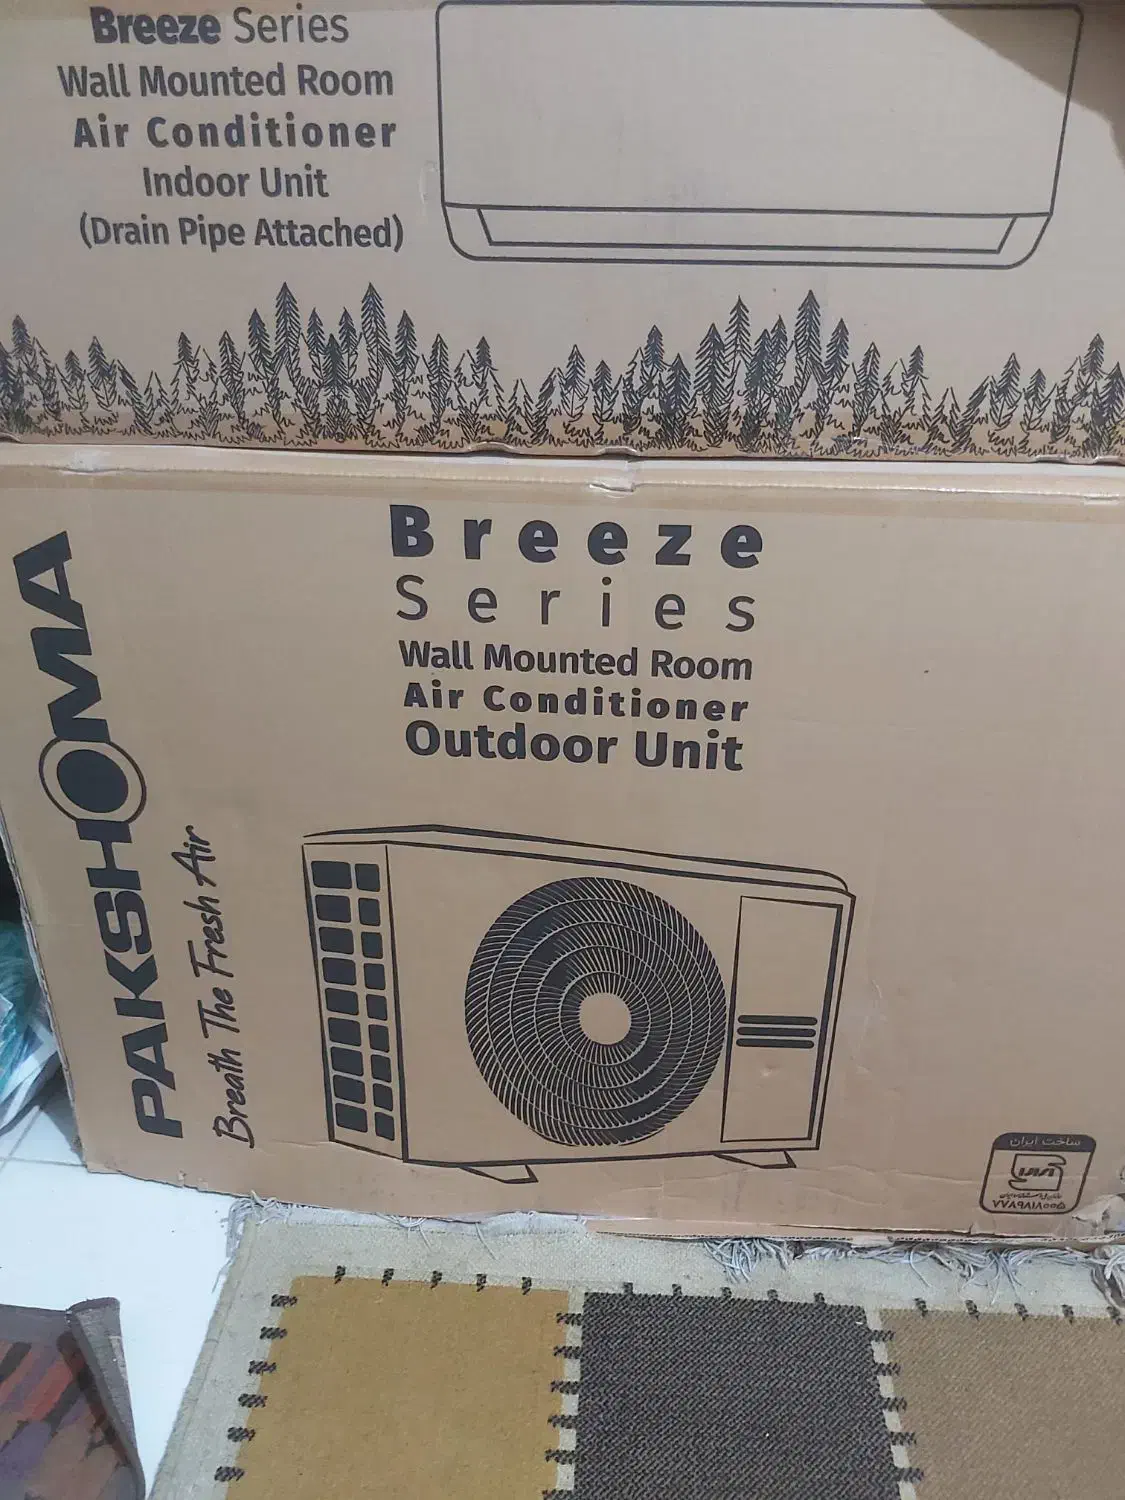 Breeze Series
Wall Mounted Room
Air Conditioner
Indoor Unit
(Drain Pipe Attached)
Breeze
Series
Wall Mounted Room
Air Conditioner
Outdoor Unit
PAKSHOMA
Breath The Fresh Air
ساخت ایران
۷۷۸۹۸۱۸۰۰۵